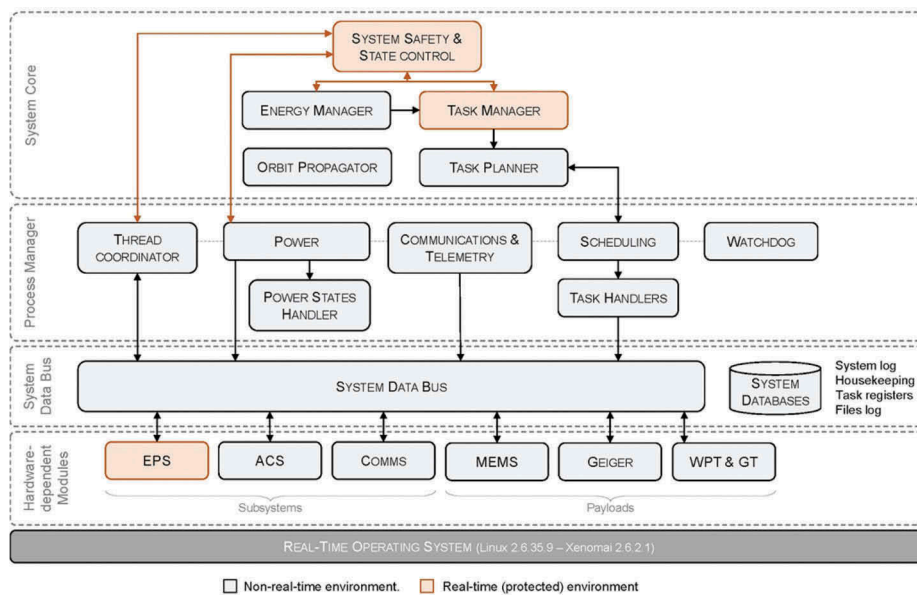 System Core
SYSTEM SAFETY &
STATE CONTROL
ENERGY MANAGER
TASK MANAGER
ORBIT PROPAGATOR
TASK PLANNER
Process Manager
THREAD
COORDINATOR
POWER
COMMUNICATIONS &
TELEMETRY
SCHEDULING
WATCHDOG
POWER STATES
HANDLER
TASK HANDLERS
System
Data Bus
SYSTEM DATA BUS
SYSTEM
DATABASES
System log
Housekeeping
Task registers
Files log
Hardware-
dependent
Modules
EPS
ACS
COMMS
MEMS
GEIGER
WPT & GT
Subsystems
Payloads
REAL-TIME OPERATING SYSTEM (Linux 2.6.35.9 – Xenomai 2.6.2.1)
Non-real-time environment.
Real-time (protected) environment